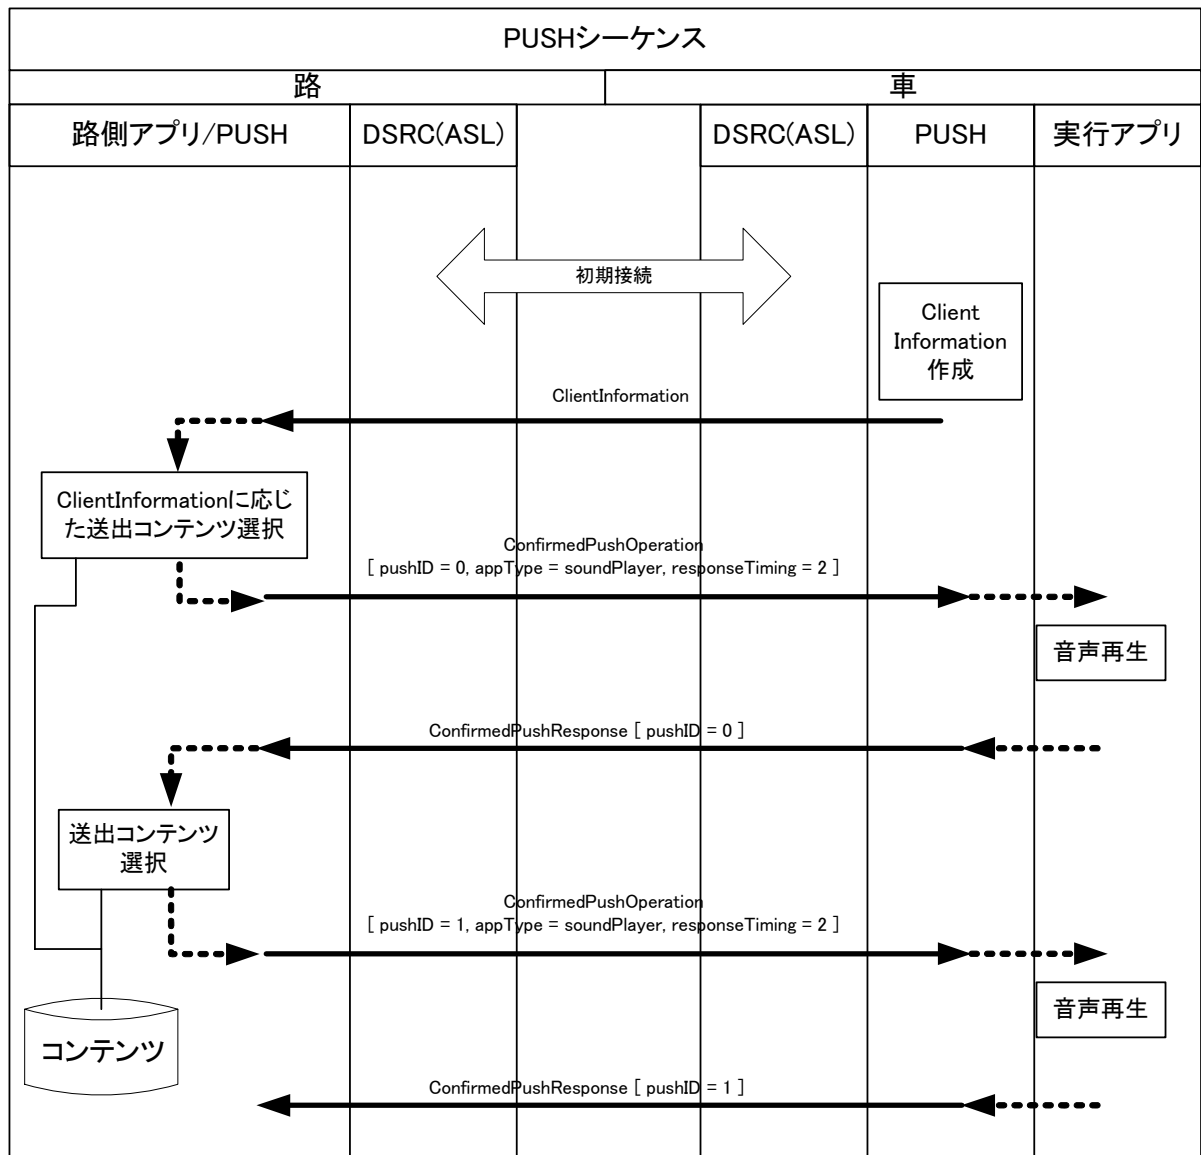 PUSHシーケンス
路
車
路側アプリ/PUSH
DSRC(ASL)
DSRC(ASL)
PUSH
実行アプリ
初期接続
Client
Information
作成
ClientInformation
ClientInformationに応じ
た送出コンテンツ選択
ConfirmedPushOperation
[ pushID = 0, appType = soundPlayer, responseTiming = 2 ]
音声再生
ConfirmedPushResponse [ pushID = 0 ]
送出コンテンツ
選択
ConfirmedPushOperation
[ pushID = 1, appType = soundPlayer, responseTiming = 2 ]
音声再生
コンテンツ
ConfirmedPushResponse [ pushID = 1 ]